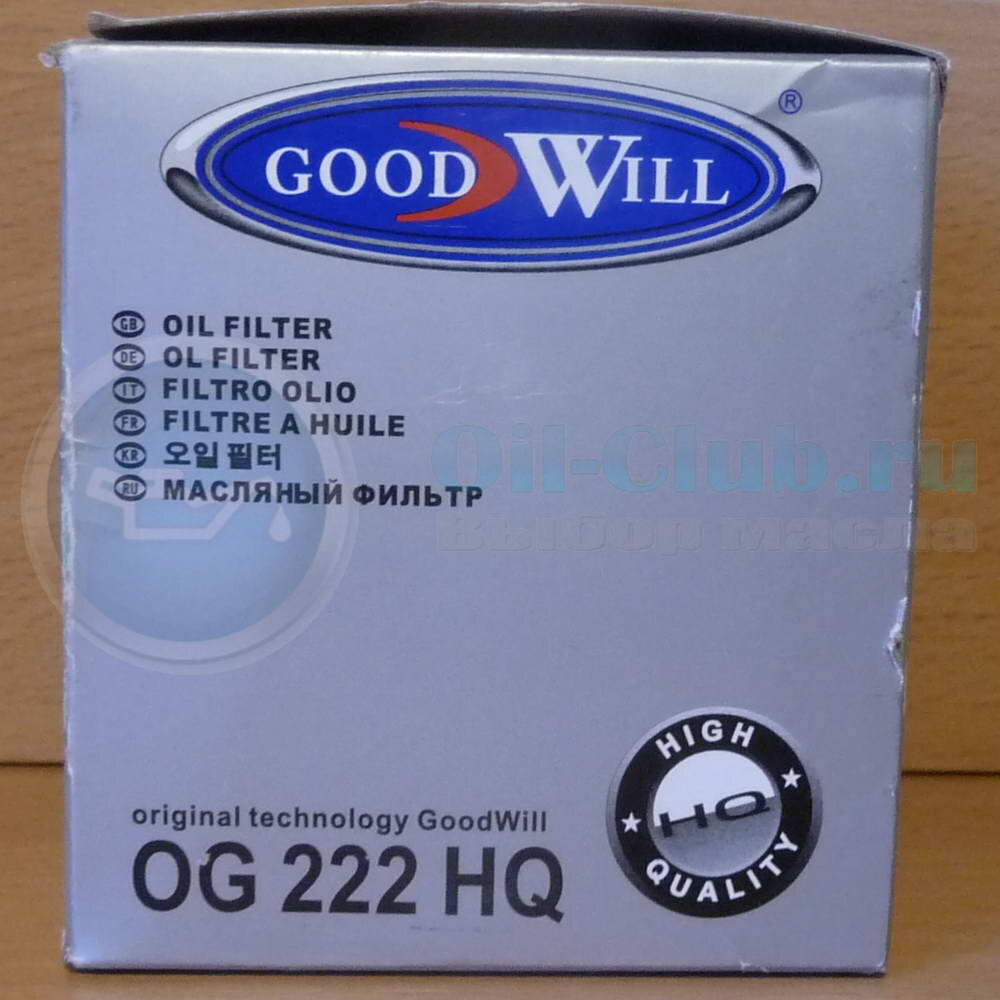 GOOD WILL ®
GB OIL FILTER
DE OL FILTER
IT FILTRO OLIO
FR FILTRE A HUILE
KR 오일 필터
RU МАСЛЯНЫЙ ФИЛЬТР
Oil-Club.ru
Выбор масла
HIGH
HQ
QUALITY
original technology GoodWill
OG 222 HQ